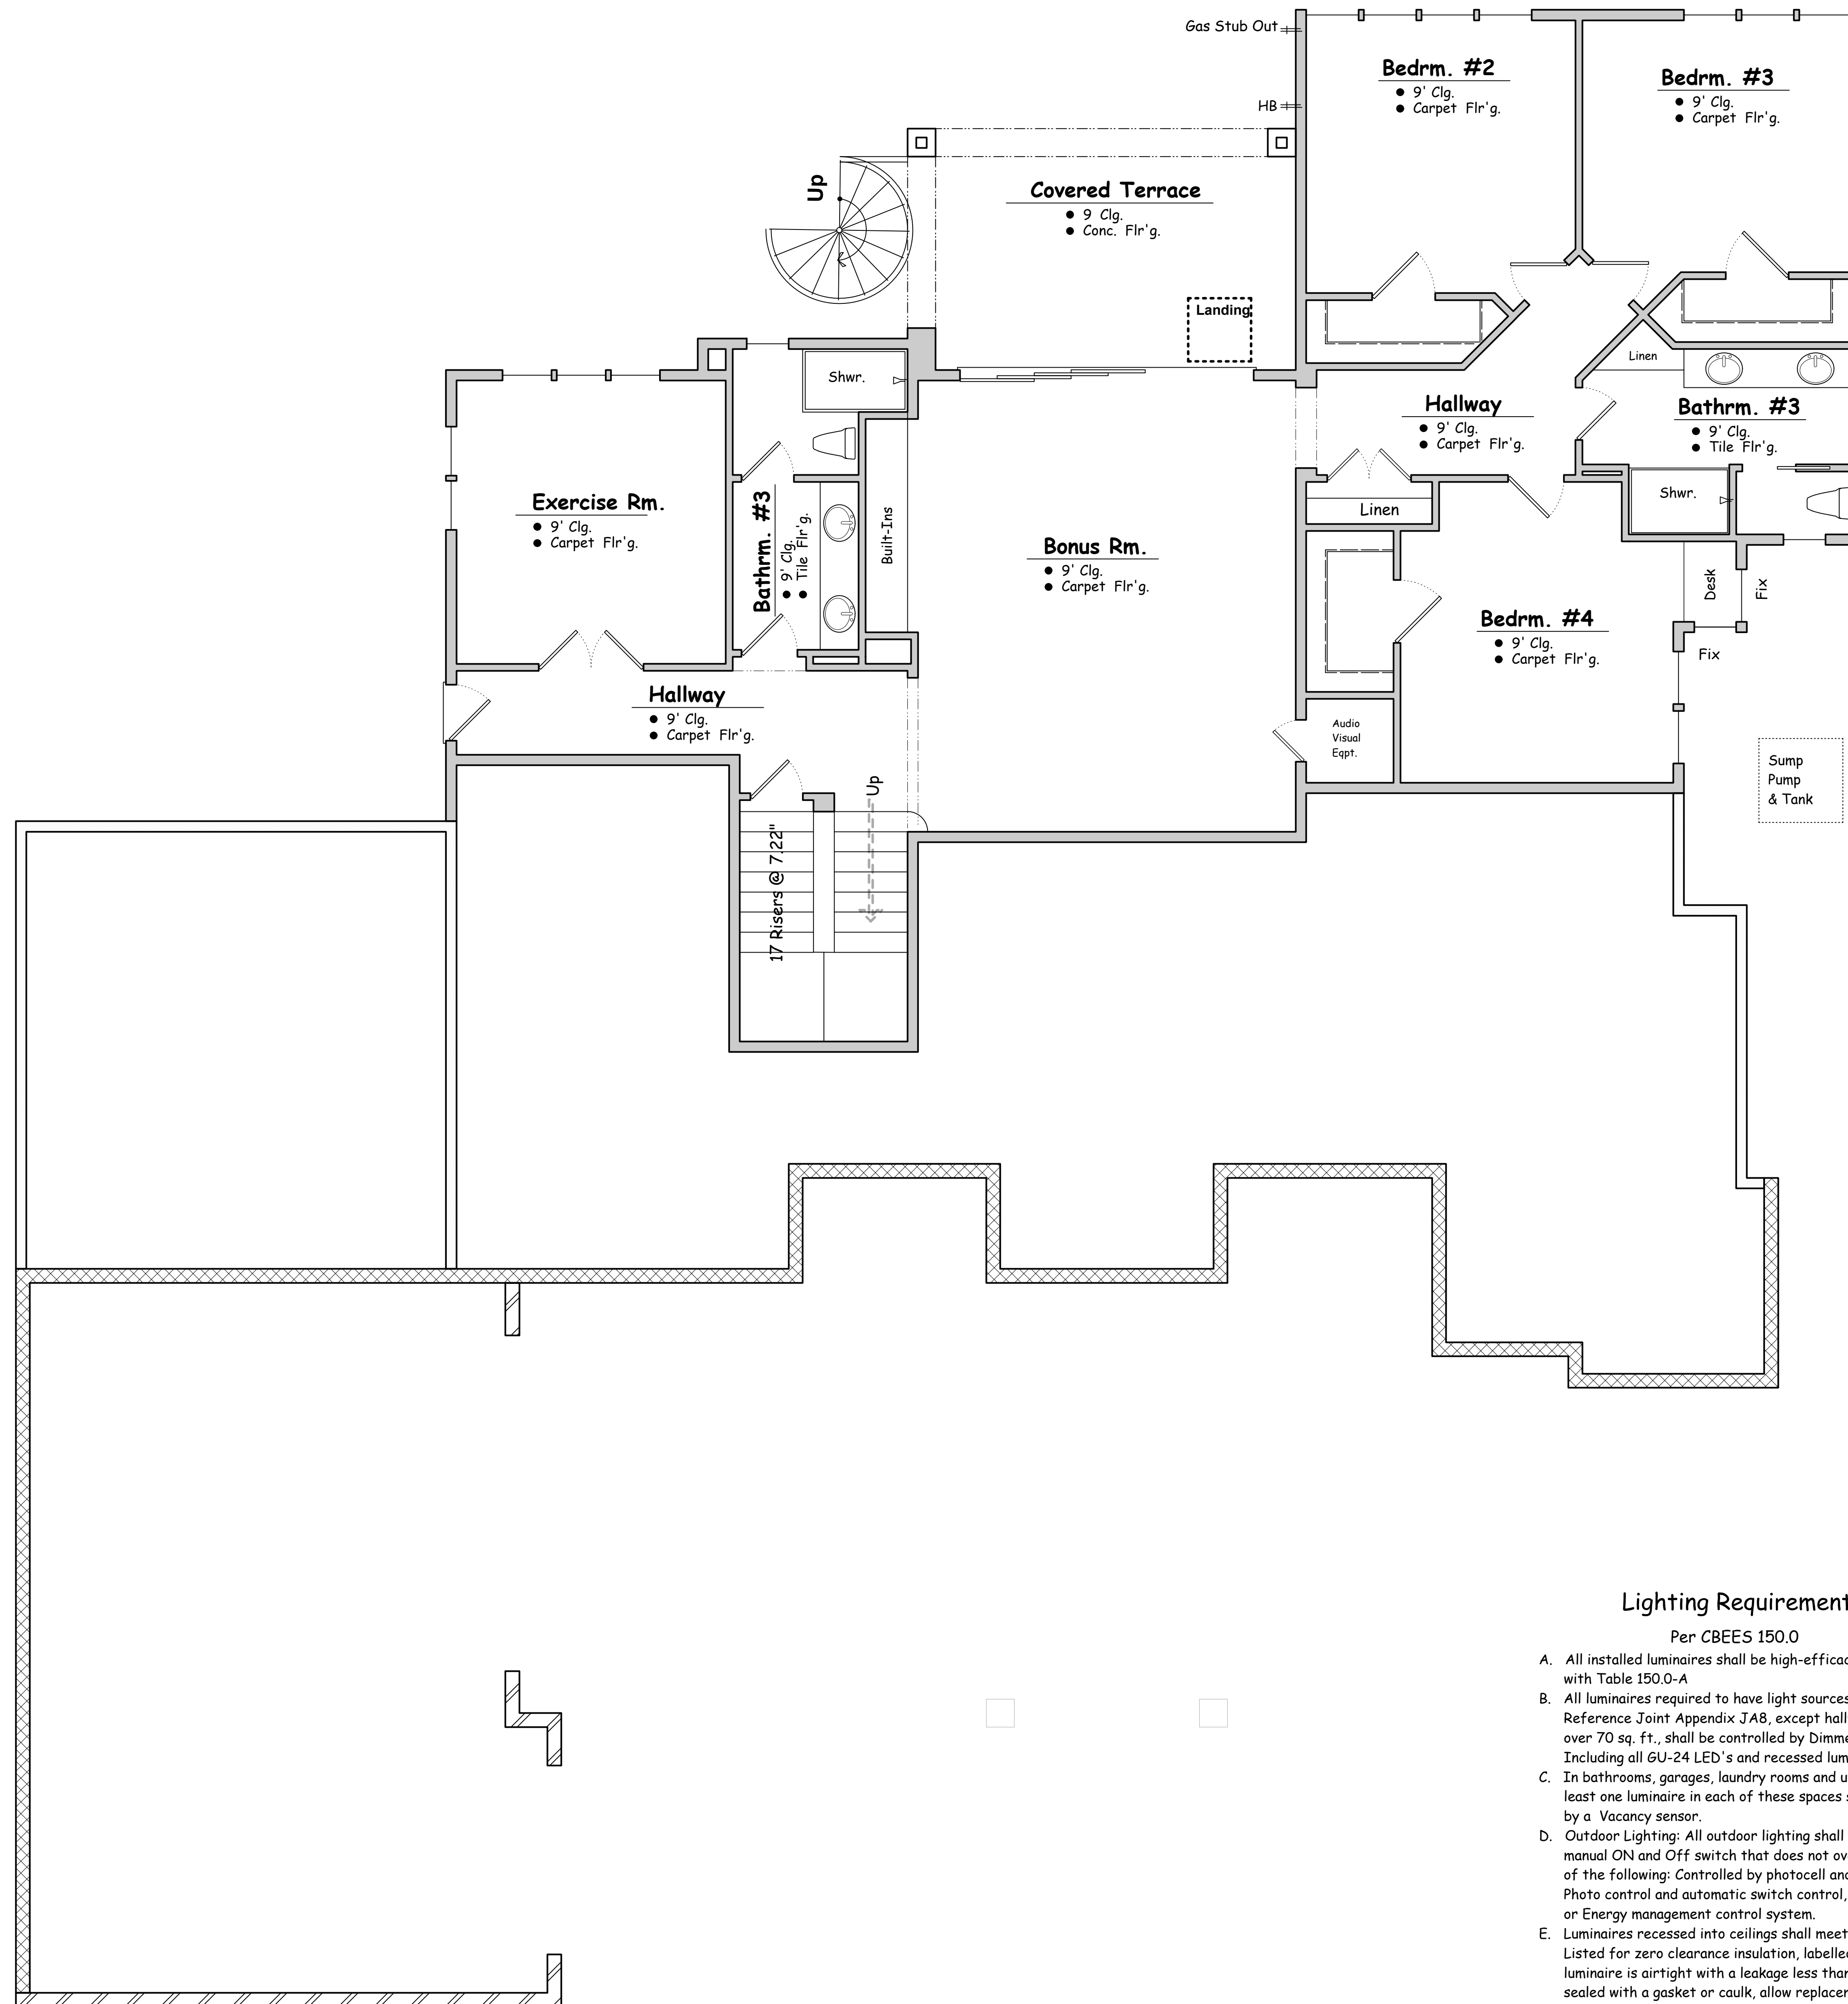 Gas Stub Out
HB
Bedrm. #2
● 9' Clg.
● Carpet Flr'g.
Bedrm. #3
● 9' Clg.
● Carpet Flr'g.
Up
Covered Terrace
● 9 Clg.
● Conc. Flr'g.
Landing
Shwr.
Linen
Hallway
● 9' Clg.
● Carpet Flr'g.
Bathrm. #3
● 9' Clg.
● Tile Flr'g.
Exercise Rm.
● 9' Clg.
● Carpet Flr'g.
Bathrm. #3
● 9' Clg.
● Tile Flr'g.
Built-Ins
Bonus Rm.
● 9' Clg.
● Carpet Flr'g.
Linen
Shwr.
Desk
Fix
Fix
Bedrm. #4
● 9' Clg.
● Carpet Flr'g.
Hallway
● 9' Clg.
● Carpet Flr'g.
Audio
Visual
Eqpt.
Sump
Pump
& Tank
Up
17 Risers @ 7.22"
Lighting Requirement
Per CBEES 150.0
A. All installed luminaires shall be high-efficac
with Table 150.0-A
B. All luminaires required to have light sources
Reference Joint Appendix JA8, except hall
over 70 sq. ft., shall be controlled by Dimme
Including all GU-24 LED's and recessed lum
C. In bathrooms, garages, laundry rooms and u
least one luminaire in each of these spaces s
by a Vacancy sensor.
D. Outdoor Lighting: All outdoor lighting shall
manual ON and Off switch that does not ov
of the following: Controlled by photocell and
Photo control and automatic switch control,
or Energy management control system.
E. Luminaires recessed into ceilings shall meet
Listed for zero clearance insulation, labelled
luminaire is airtight with a leakage less than
sealed with a gasket or caulk, allow replacem